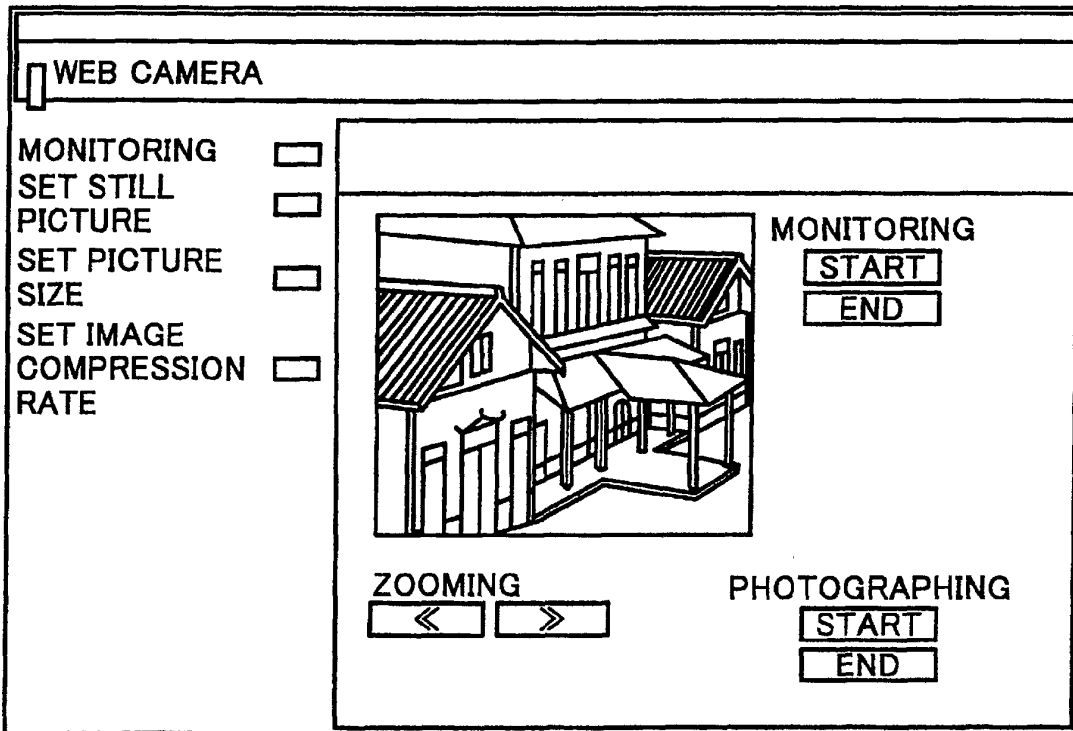 WEB CAMERA
MONITORING
SET STILL
PICTURE
SET PICTURE
SIZE
SET IMAGE
COMPRESSION
RATE
MONITORING
START
END
ZOOMING
≪
≫
PHOTOGRAPHING
START
END